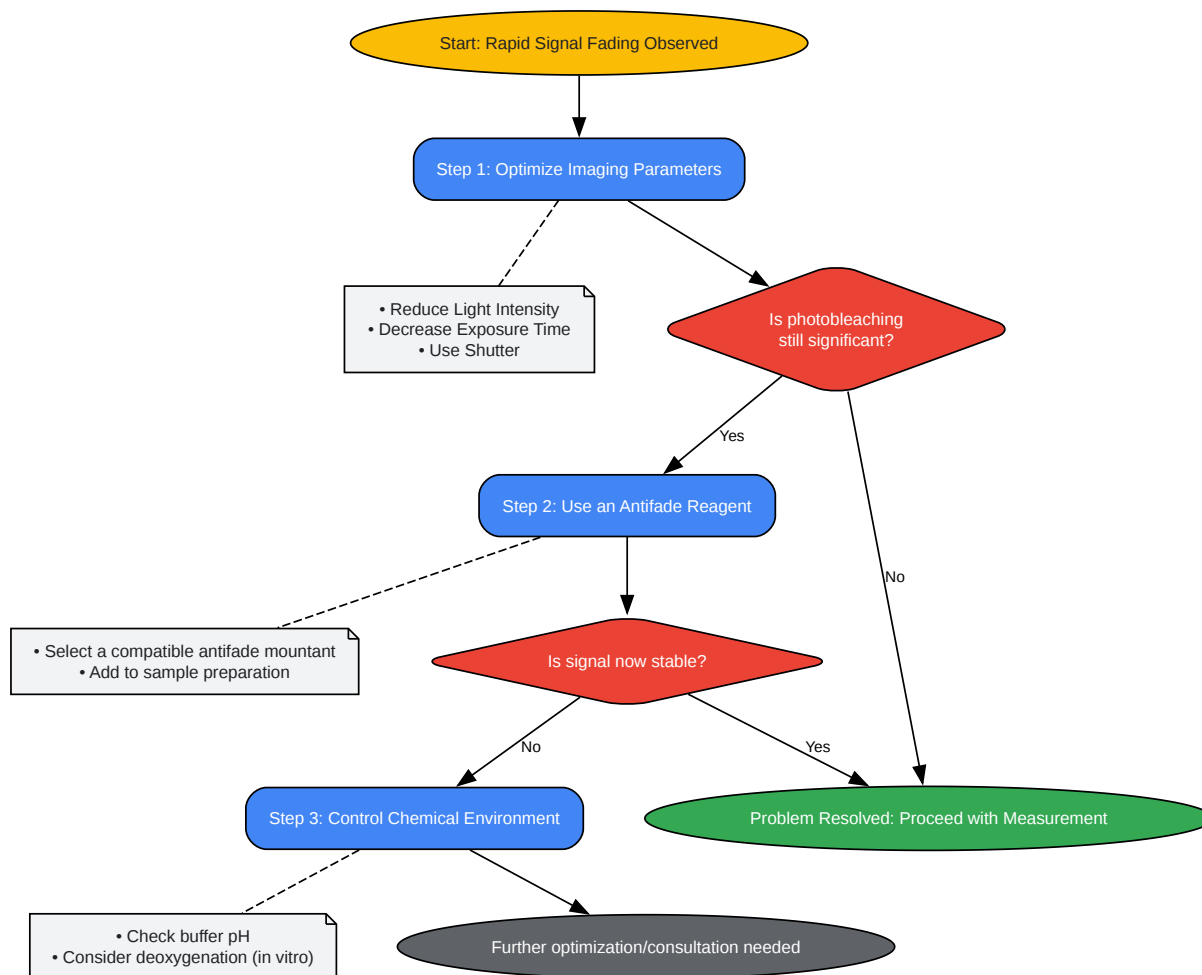 Start: Rapid Signal Fading Observed
Step 1: Optimize Imaging Parameters
• Reduce Light Intensity
• Decrease Exposure Time
• Use Shutter
Is photobleaching
still significant?
Yes
Step 2: Use an Antifade Reagent
No
• Select a compatible antifade mountant
• Add to sample preparation
Is signal now stable?
No
Yes
Step 3: Control Chemical Environment
Problem Resolved: Proceed with Measurement
• Check buffer pH
• Consider deoxygenation (in vitro)
Further optimization/consultation needed